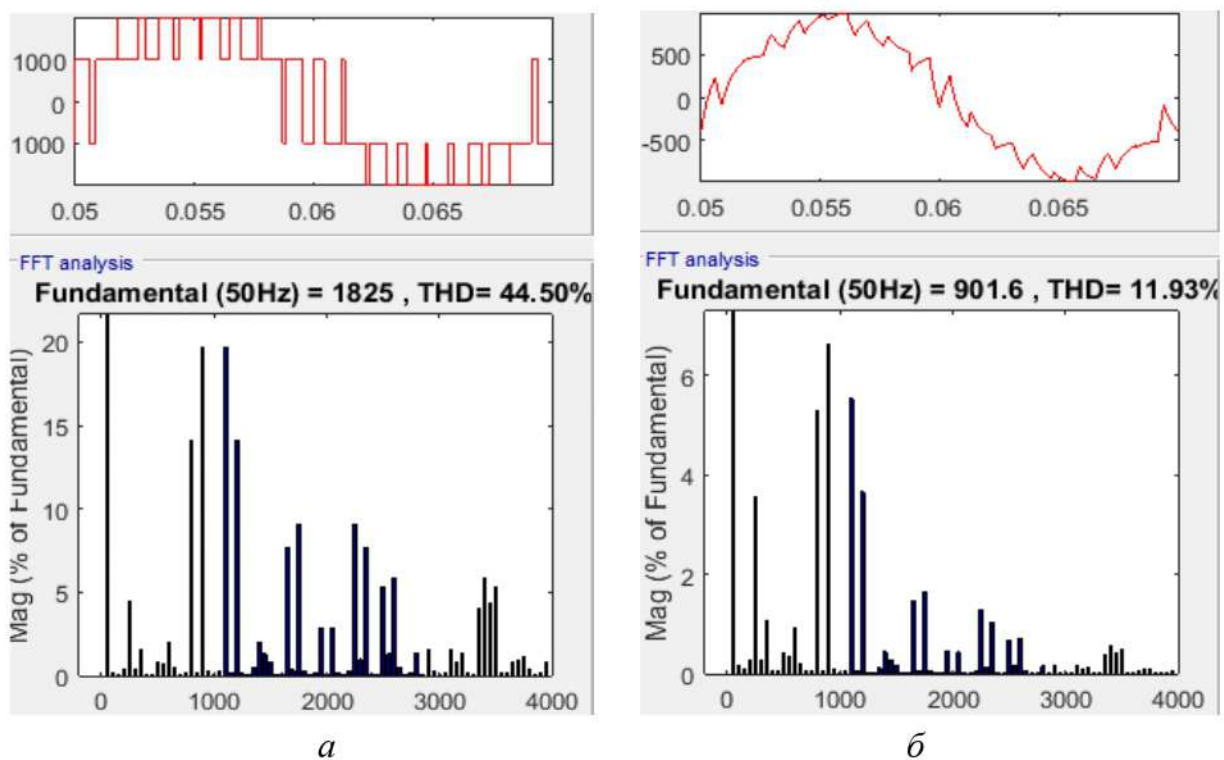 1000
0
1000
0.05 0.055 0.06 0.065
FFT analysis
Fundamental (50Hz) = 1825 , THD= 44.50%
Mag (% of Fundamental)
20
15
10
5
0
0 1000 2000 3000 4000
а
500
0
-500
0.05 0.055 0.06 0.065
FFT analysis
Fundamental (50Hz) = 901.6 , THD= 11.93%
Mag (% of Fundamental)
6
4
2
0
0 1000 2000 3000 4000
б